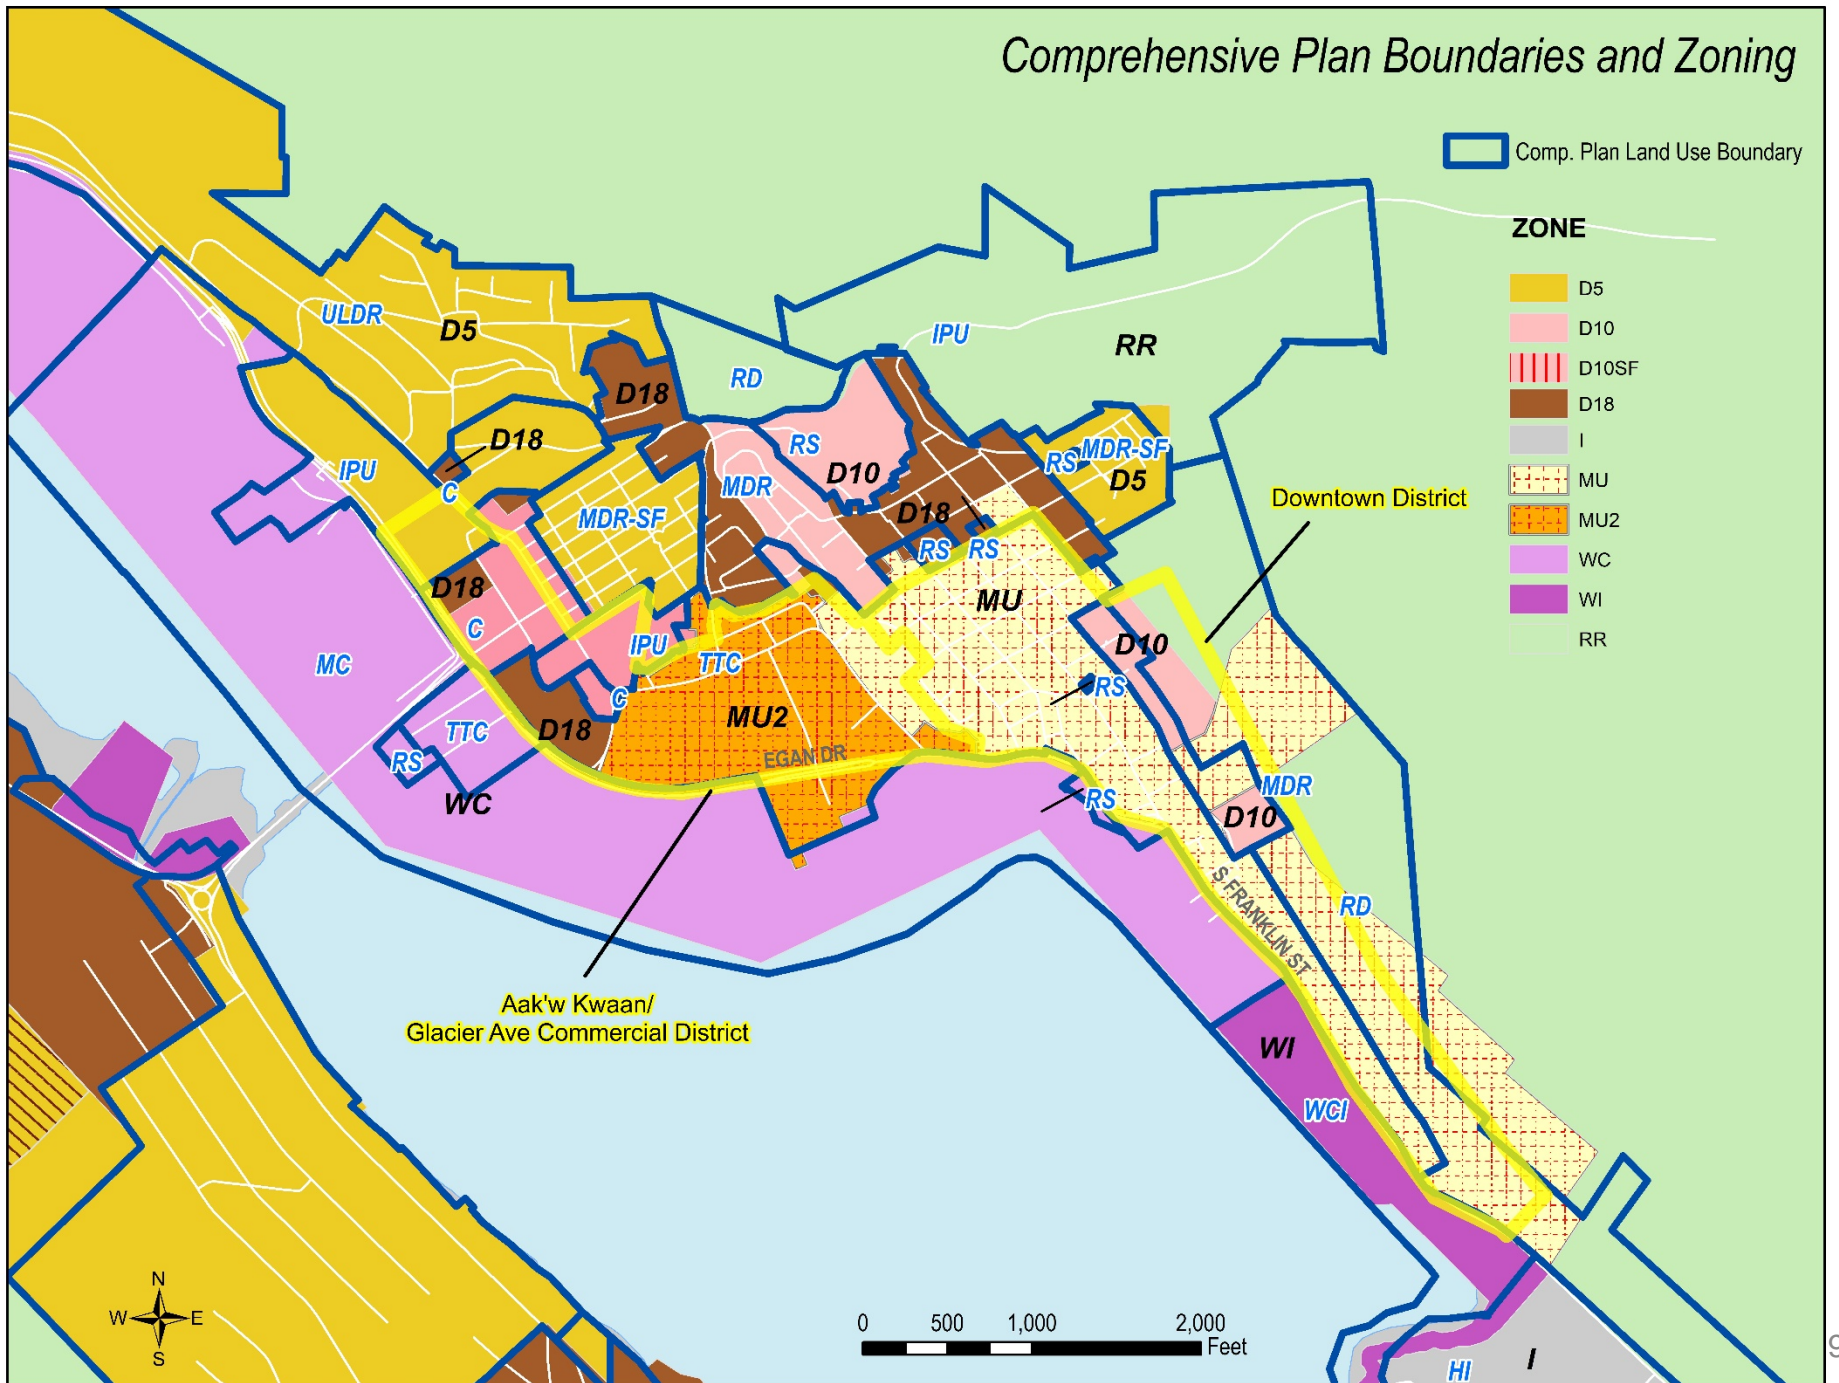 Comprehensive Plan Boundaries and Zoning
Comp. Plan Land Use Boundary
ZONE
D5
D10
D10SF
D18
I
MU
MU2
WC
WI
RR
ULDR
D5
IPU
RR
RD
D18
RS
D10
MDR-SF
RS
D5
D18
IPU
C
MDR
MDR-SF
D18
RS
RS
Downtown District
D18
C
MU
IPU
D10
MC
TTC
C
RS
MU2
D18
TTC
RS
EGAN DR
WC
RS
MDR
D10
S FRANKLIN ST
RD
Aak'w Kwaan/
Glacier Ave Commercial District
WI
WCI
N
W
E
S
0
500
1,000
2,000
Feet
HI
I
9